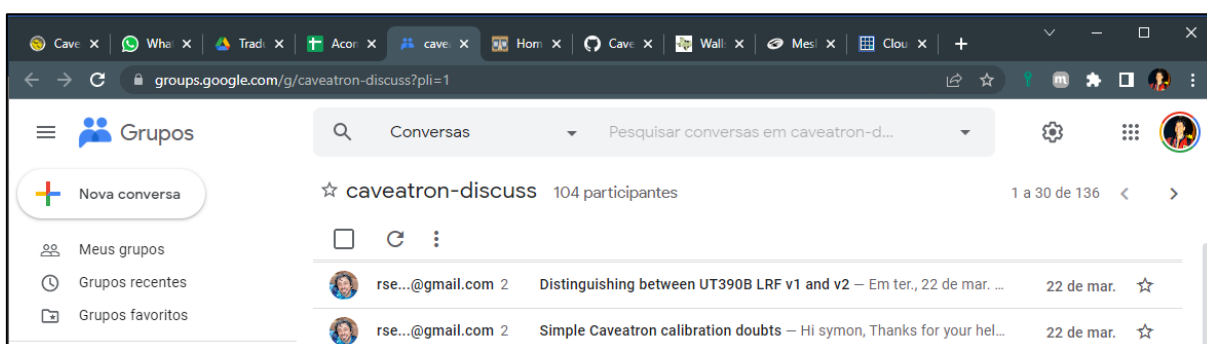 Cave What Tradu Acom cave Hom Cave Wall Mesl Clou
groups.google.com/g/caveatron-discuss?pli=1
Grupos
Conversas
Pesquisar conversas em caveatron-d...
Nova conversa
caveatron-discuss 104 participantes
1 a 30 de 136
Meus grupos
Grupos recentes
Grupos favoritos
rse...@gmail.com 2 Distinguishing between UT390B LRF v1 and v2 – Em ter., 22 de mar. ... 22 de mar.
rse...@gmail.com 2 Simple Caveatron calibration doubts – Hi symon, Thanks for your hel... 22 de mar.